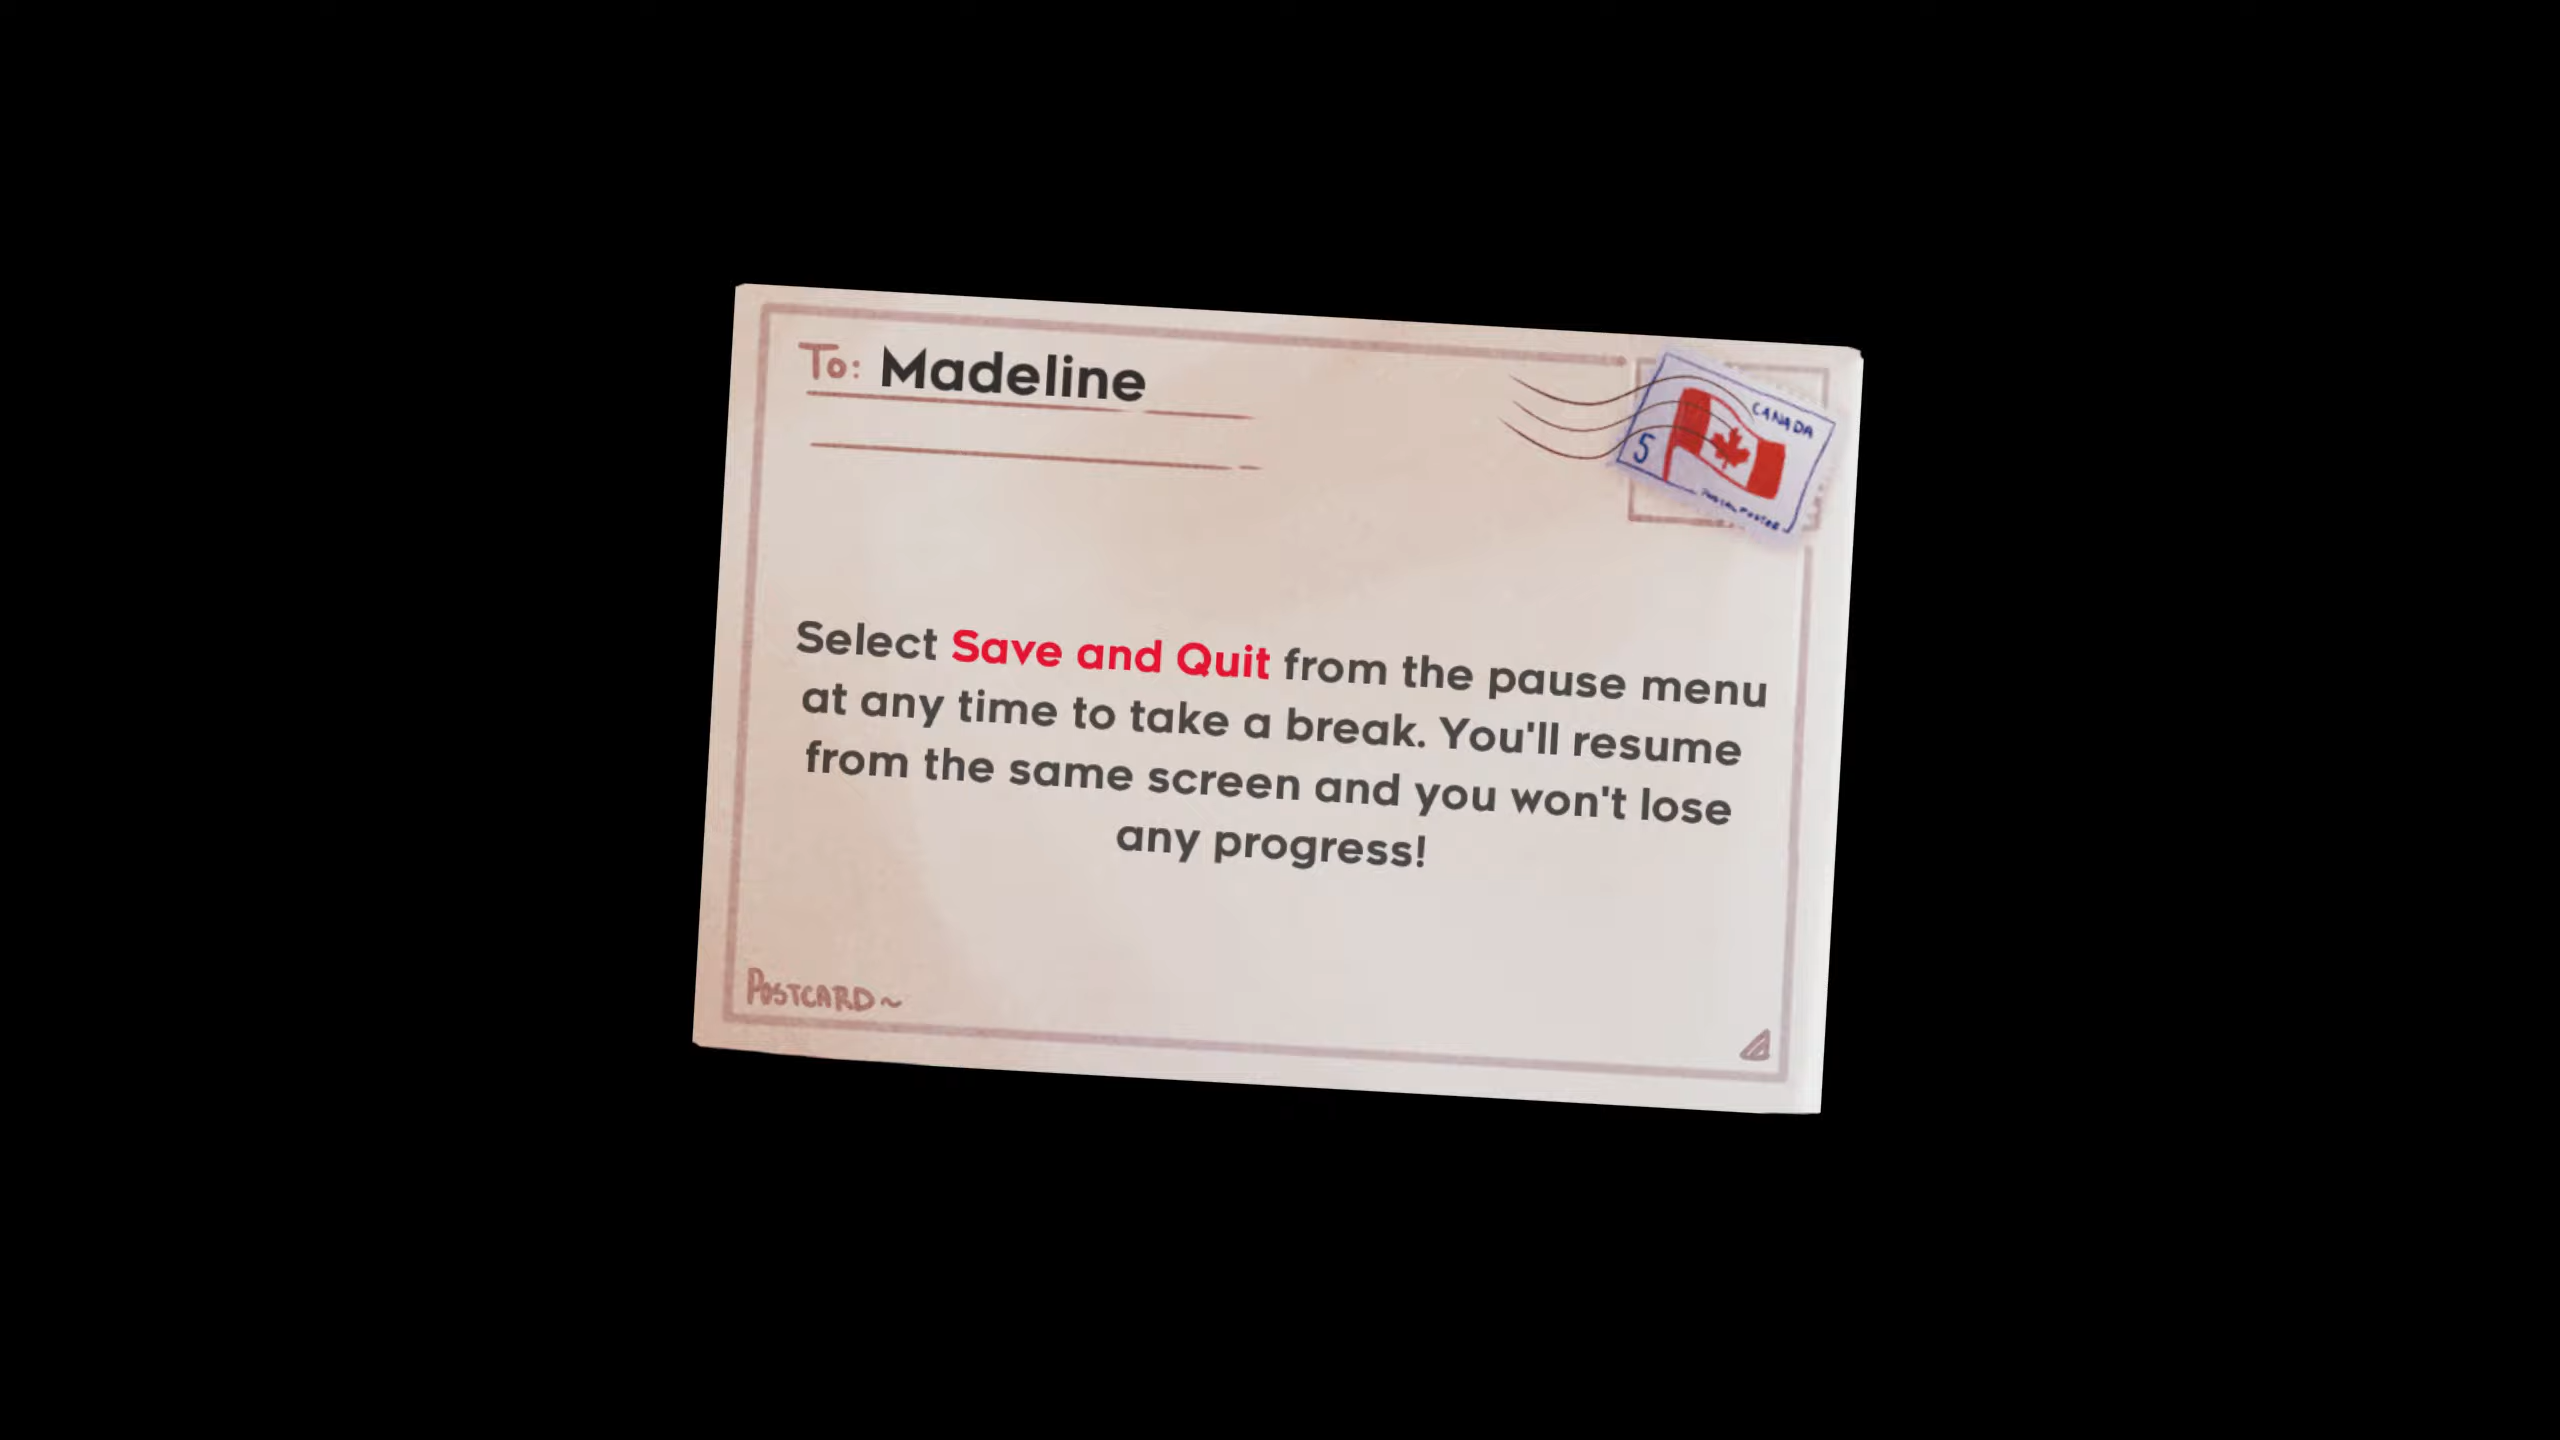 To: Madeline
CANADA
5
Select Save and Quit from the pause menu
at any time to take a break. You'll resume
from the same screen and you won't lose
any progress!
POSTCARD~